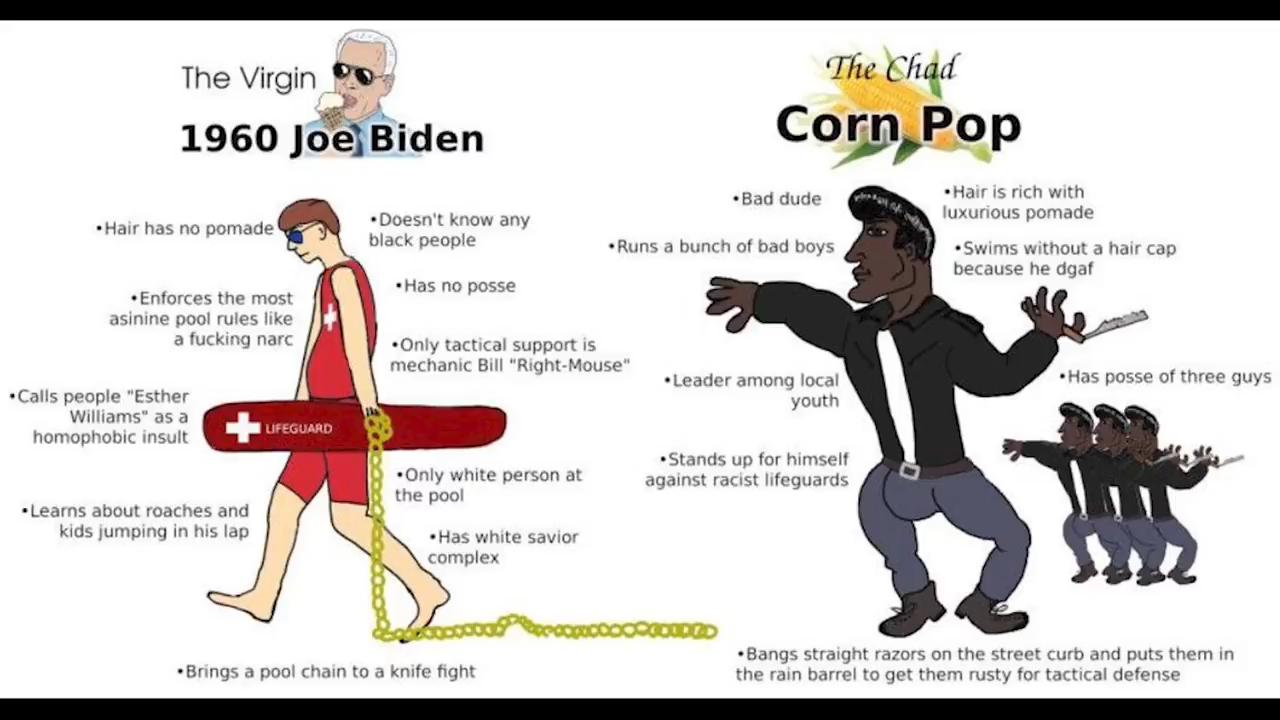 The Virgin
1960 Joe Biden
•Hair has no pomade
•Doesn't know any
black people
•Has no posse
•Enforces the most
asinine pool rules like
a fucking narc
•Only tactical support is
mechanic Bill "Right-Mouse"
•Calls people "Esther
Williams" as a
homophobic insult
LIFEGUARD
•Only white person at
the pool
•Learns about roaches and
kids jumping in his lap
•Has white savior
complex
•Brings a pool chain to a knife fight
The Chad
Corn Pop
•Bad dude
•Hair is rich with
luxurious pomade
•Runs a bunch of bad boys
•Swims without a hair cap
because he dgaf
•Leader among local
youth
•Has posse of three guys
•Stands up for himself
against racist lifeguards
•Bangs straight razors on the street curb and puts them in
the rain barrel to get them rusty for tactical defense